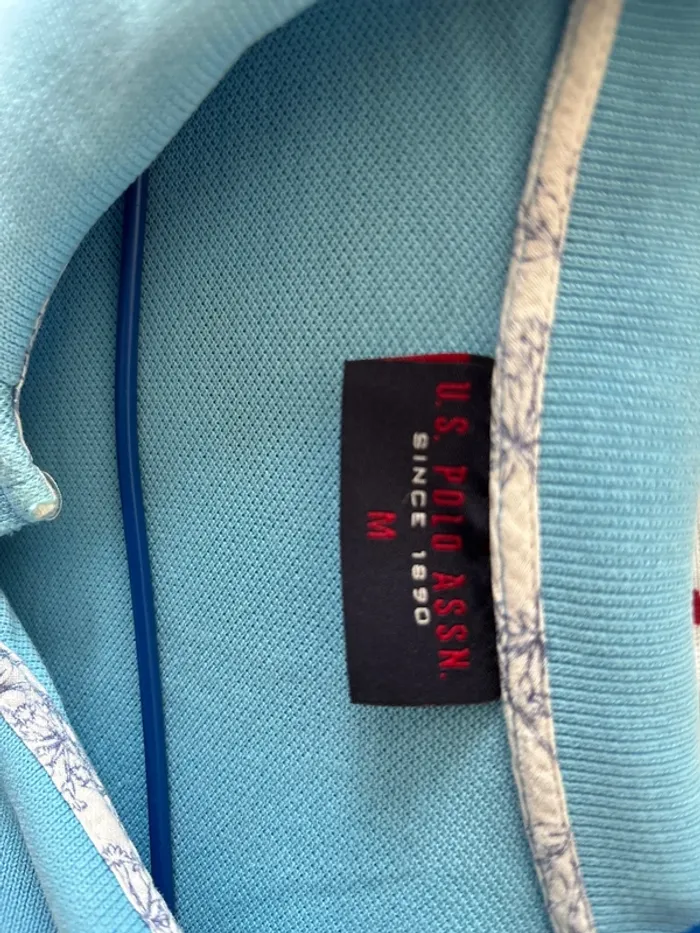 U.S. POLO ASSN.
SINCE 1890
M